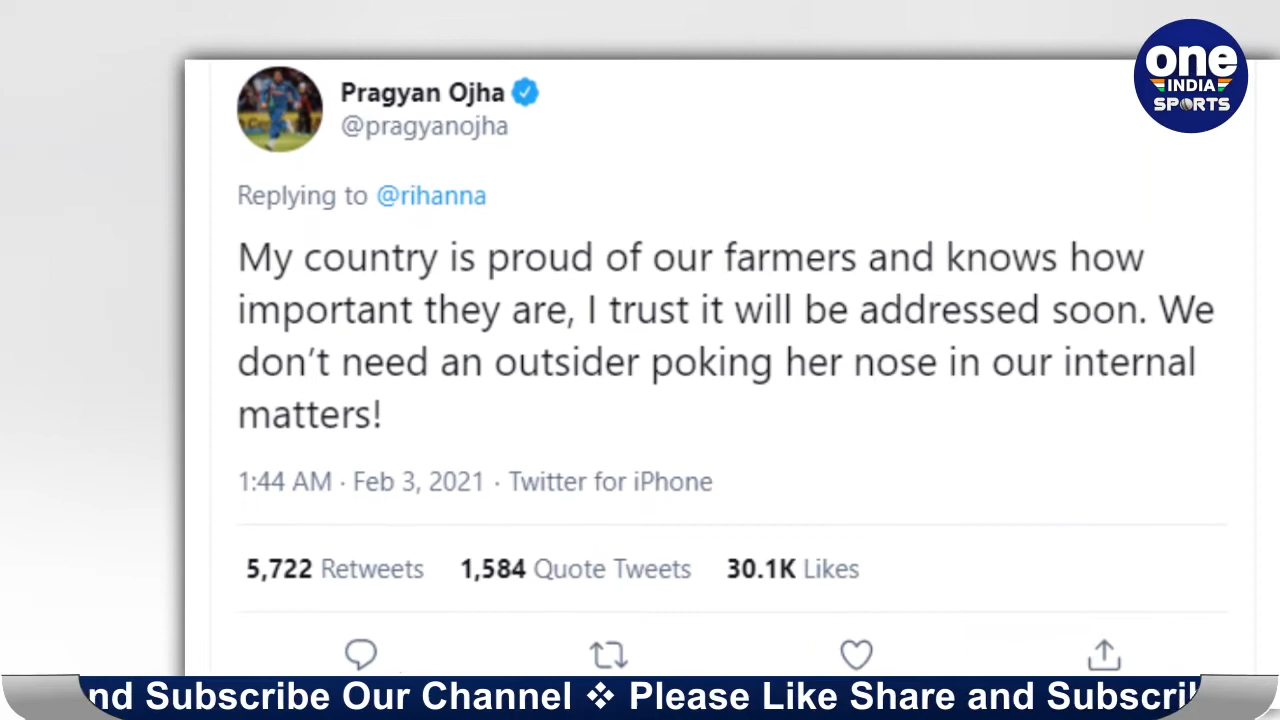 one
INDIA
SPORTS
Pragyan Ojha
@pragyanojha
Replying to @rihanna
My country is proud of our farmers and knows how
important they are, I trust it will be addressed soon. We
don't need an outsider poking her nose in our internal
matters!
1:44 AM · Feb 3, 2021 · Twitter for iPhone
5,722 Retweets 1,584 Quote Tweets 30.1K Likes
nd Subscribe Our Channel ❖ Please Like Share and Subscri